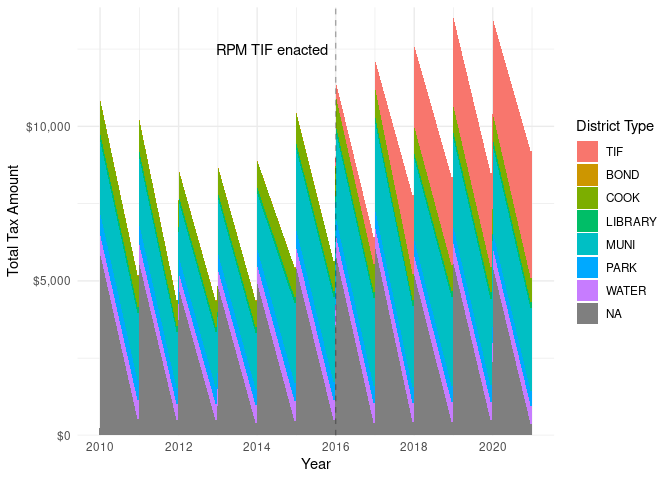 RPM TIF enacted
$10,000
$5,000
$0
Total Tax Amount
2010 2012 2014 2016 2018 2020
Year
District Type
TIF
BOND
COOK
LIBRARY
MUNI
PARK
WATER
NA